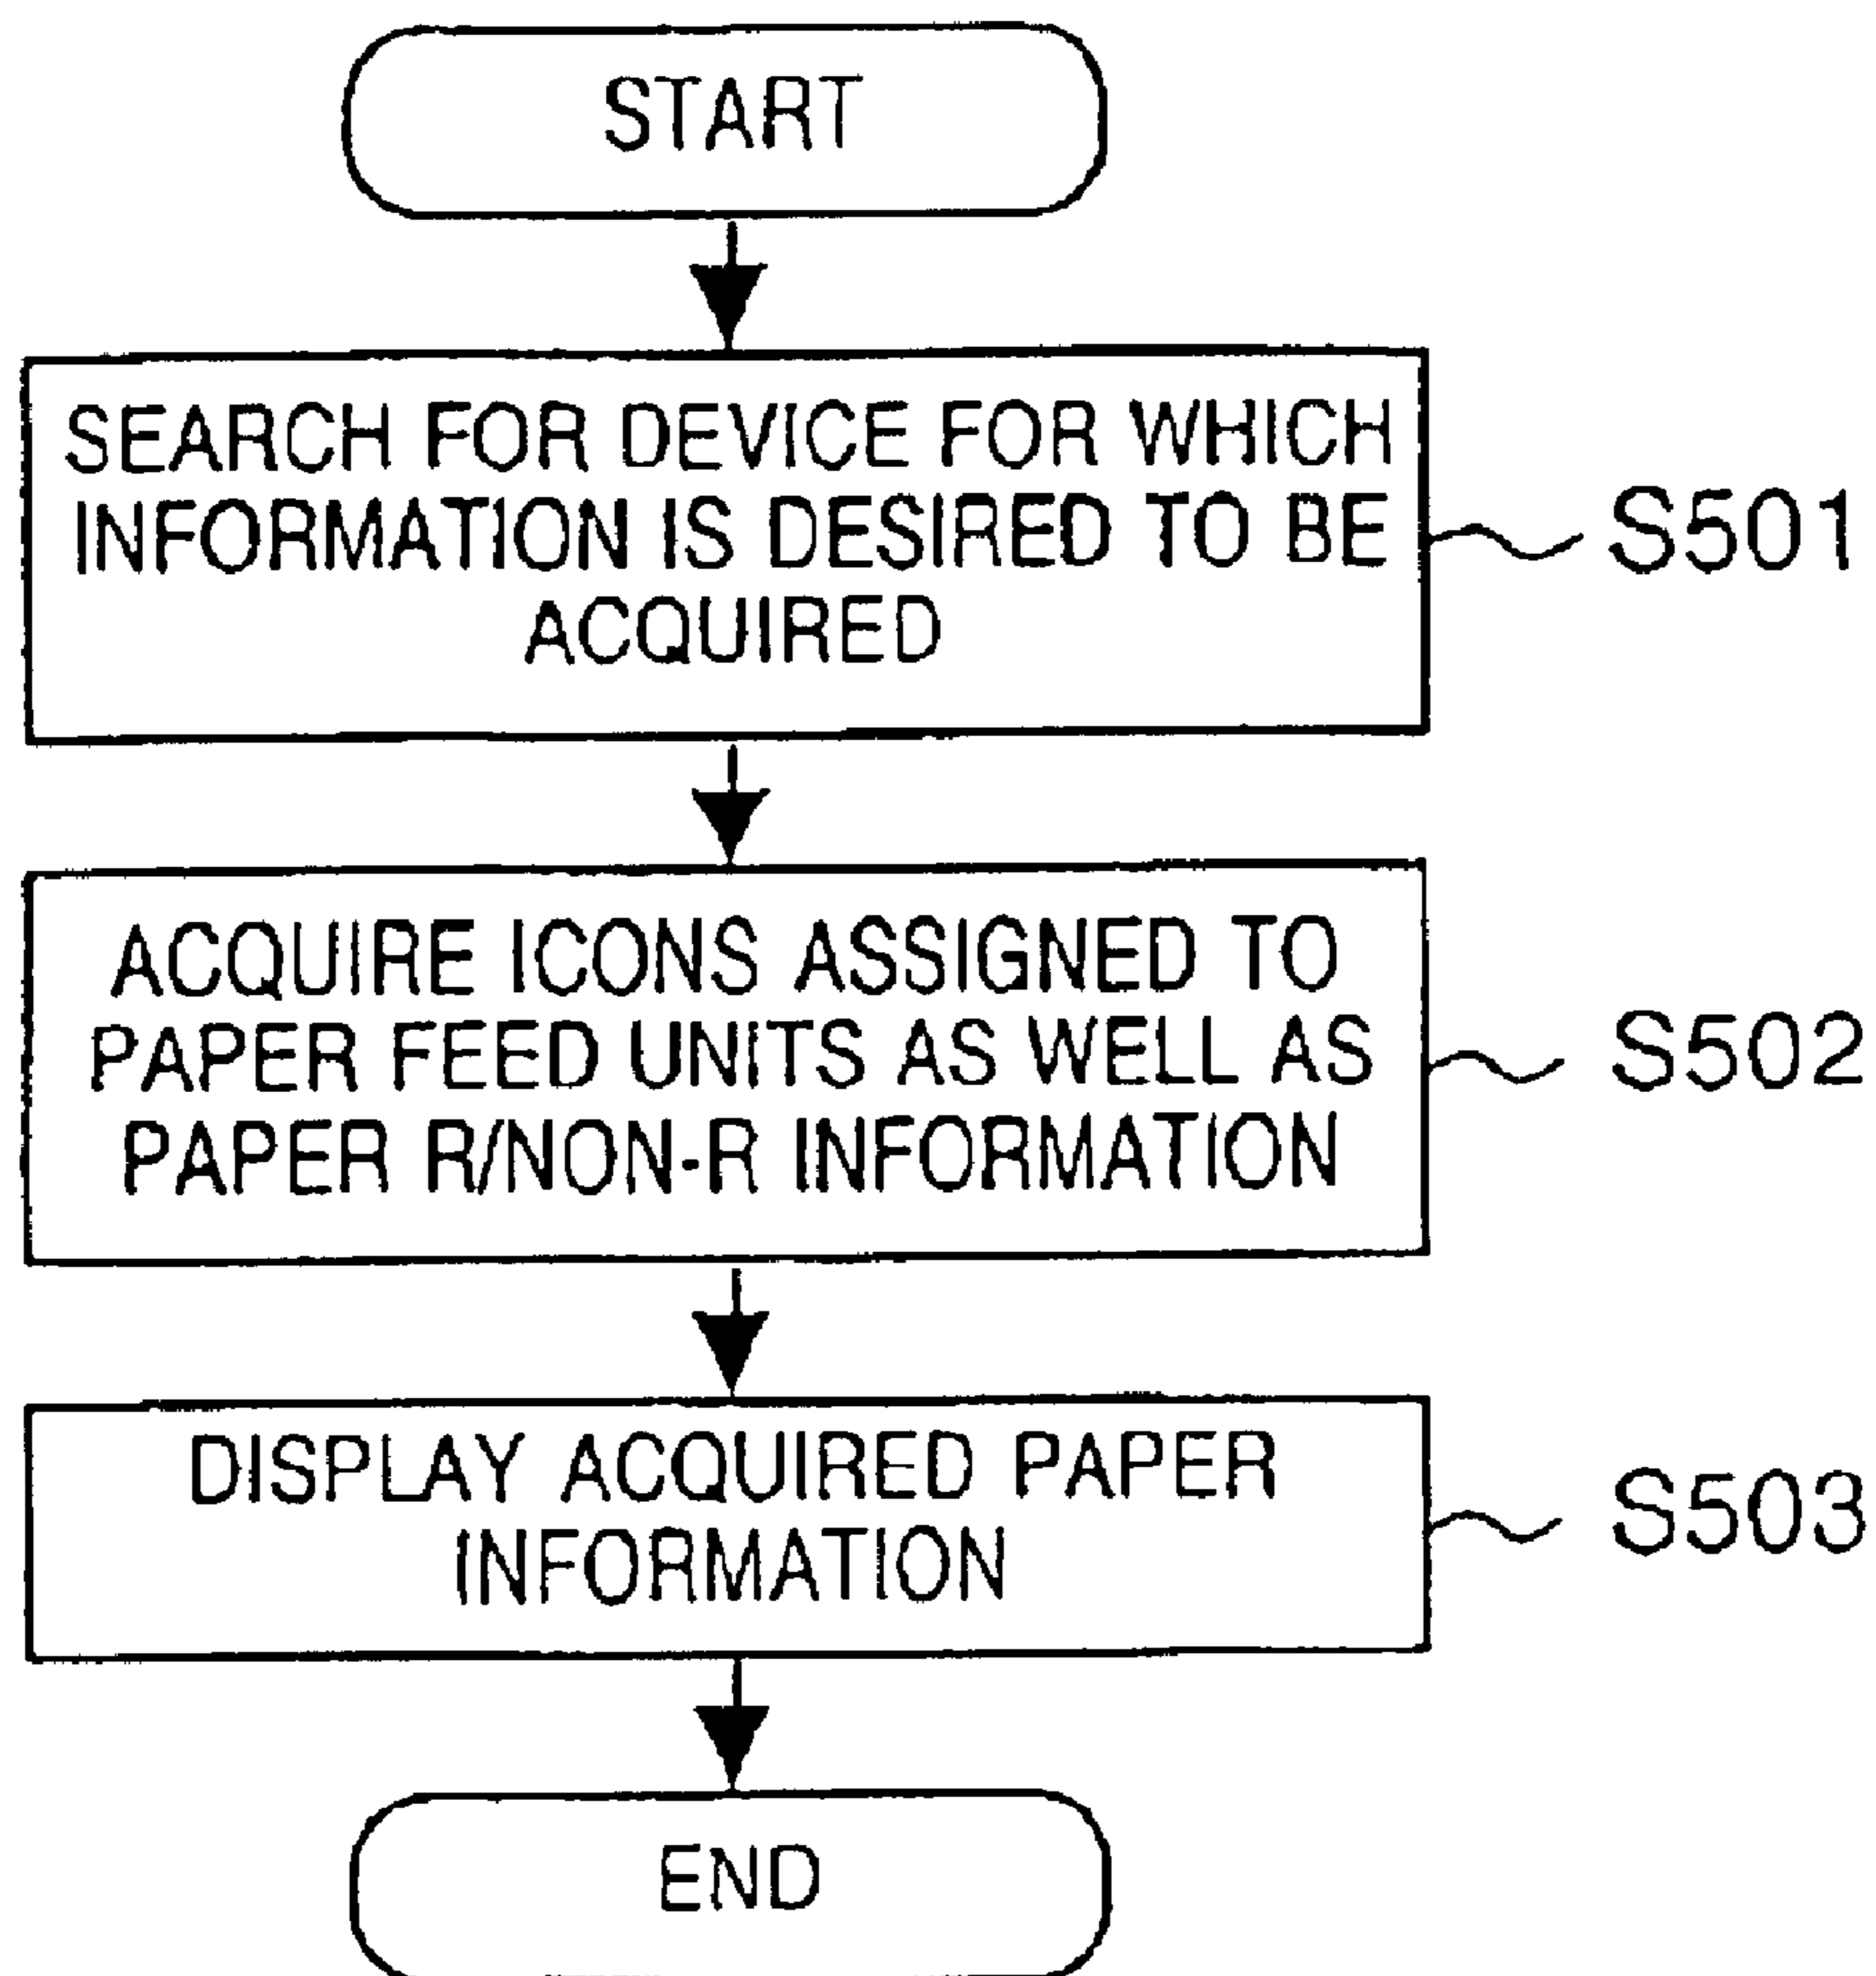 START
SEARCH FOR DEVICE FOR WHICH
INFORMATION IS DESIRED TO BE
ACQUIRED
S501
ACQUIRE ICONS ASSIGNED TO
PAPER FEED UNITS AS WELL AS
PAPER R/NON-R INFORMATION
S502
DISPLAY ACQUIRED PAPER
INFORMATION
S503
END